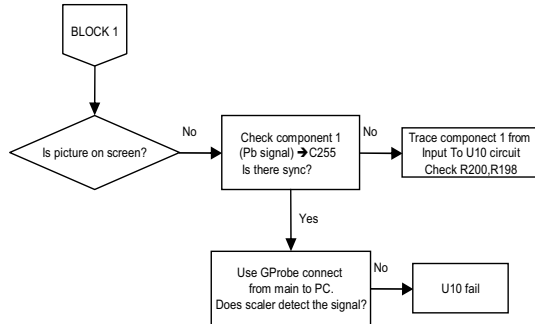 BLOCK 1
Is picture on screen?
No
Check component 1
(Pb signal) ➔C255
Is there sync?
No
Trace componect 1 from
Input To U10 circuit
Check R200,R198
Yes
Use GProbe connect
from main to PC.
Does scaler detect the signal?
No
U10 fail